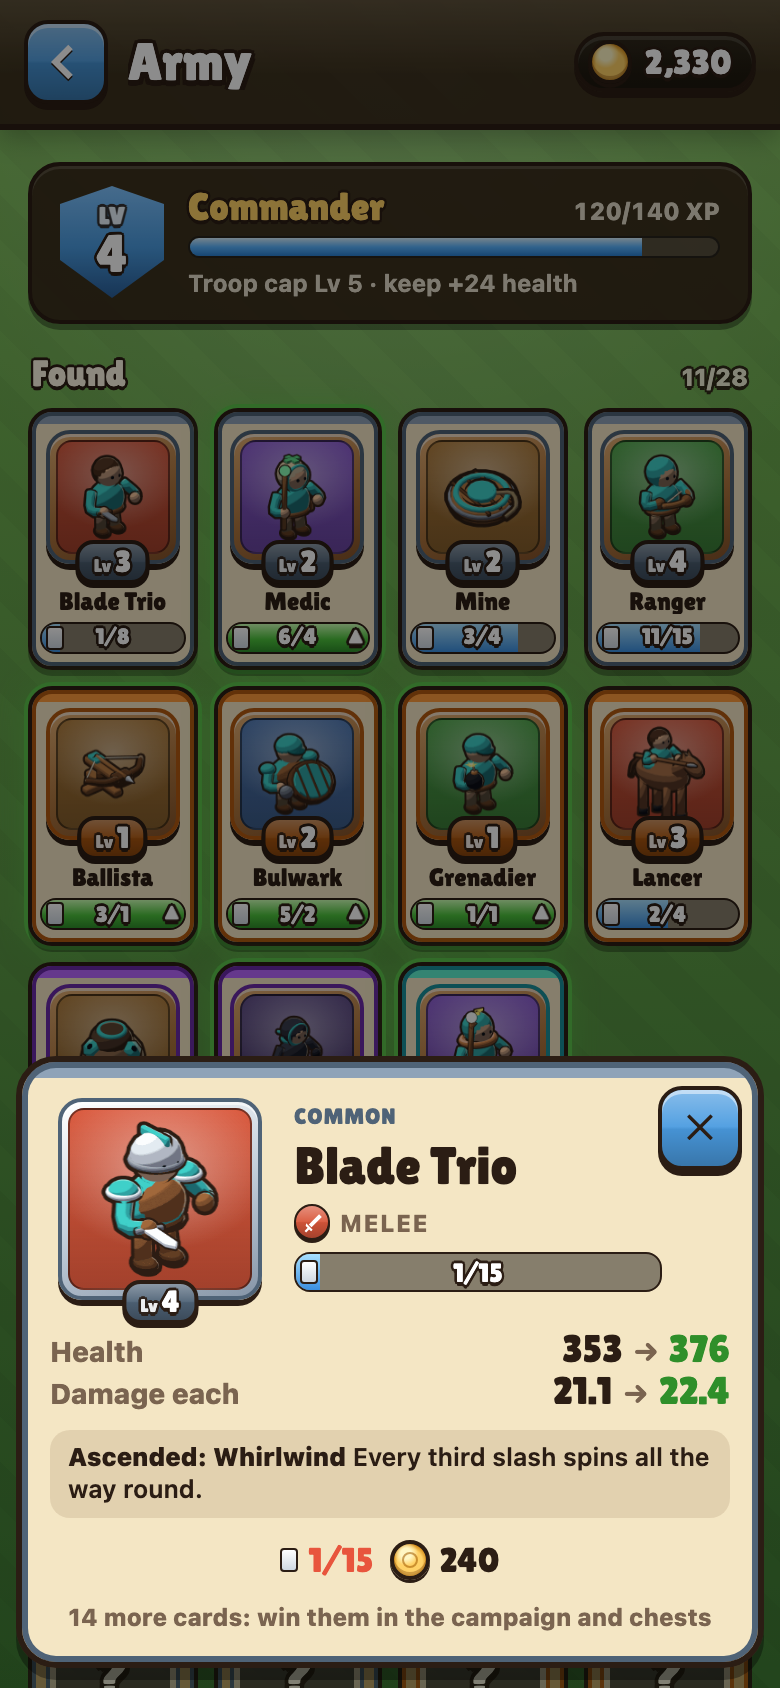 Army
2,330
LV
4
Commander
120/140 XP
Troop cap Lv 5 · keep +24 health
Found
11/28
Lv 3
Lv 2
Lv 2
Lv 4
Blade Trio
Medic
Mine
Ranger
1/8
6/4
3/4
11/15
Lv 1
Lv 2
Lv 1
Lv 3
Ballista
Bulwark
Grenadier
Lancer
3/1
5/2
1/1
2/4
COMMON
Blade Trio
MELEE
1/15
Lv 4
Health 353 → 376
Damage each 21.1 → 22.4
Ascended: Whirlwind Every third slash spins all the
way round.
1/15 240
14 more cards: win them in the campaign and chests
? ? ? ?